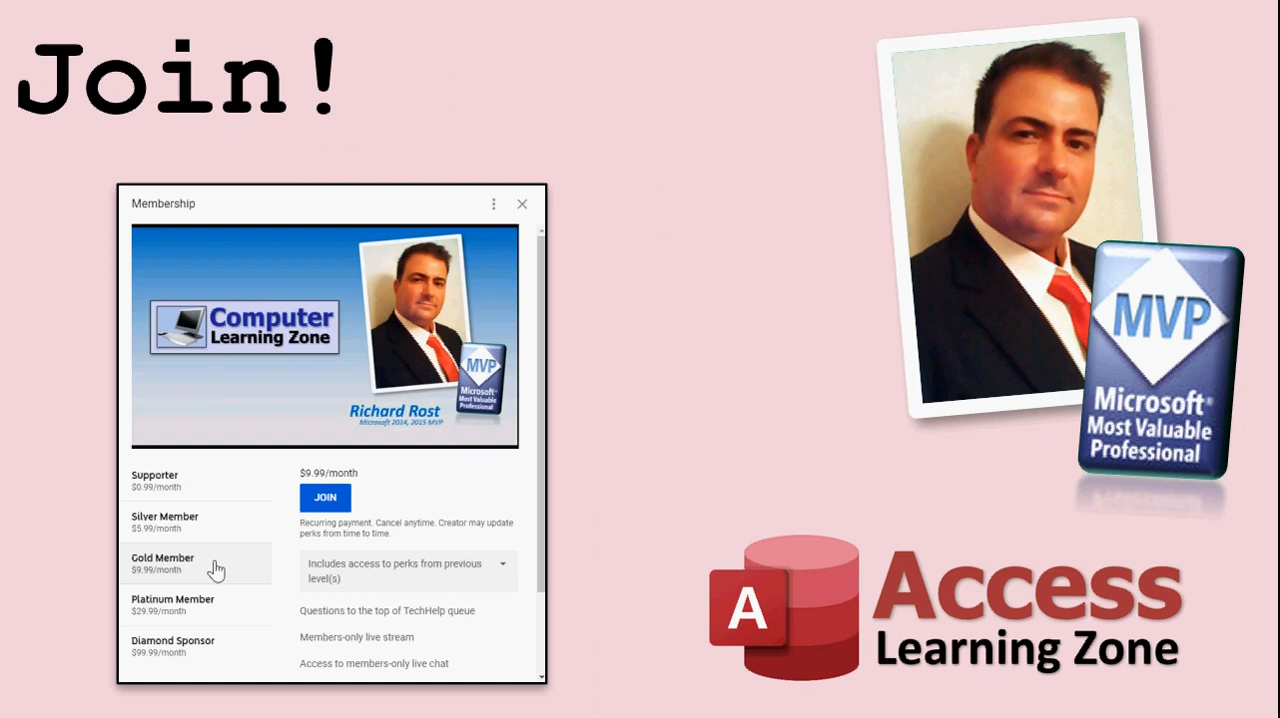 Join!
Membership
Computer
Learning Zone
MVP
Microsoft®
Most Valuable
Professional
Richard Rost
Microsoft 2014, 2015 MVP
Supporter
$0.99/month
Silver Member
$5.99/month
Gold Member
$9.99/month
Platinum Member
$29.99/month
Diamond Sponsor
$99.99/month
$9.99/month
JOIN
Recurring payment. Cancel anytime. Creator may update
perks from time to time.
Includes access to perks from previous
level(s)
Questions to the top of TechHelp queue
Members-only live stream
Access to members-only live chat
MVP
Microsoft®
Most Valuable
Professional
A
Access
Learning Zone